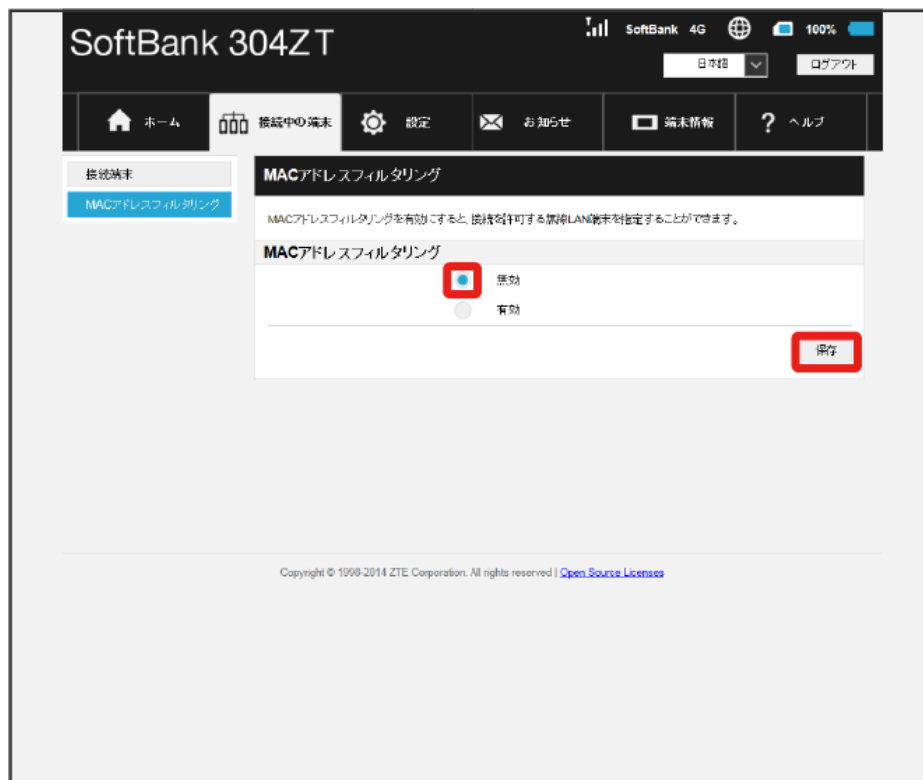 SoftBank 304ZT
SoftBank 4G 100%
日本語 ログアウト
ホーム 接続中の端末 設定 お知らせ 端末情報 ? ヘルプ
接続端末
MACアドレスフィルタリング
MACアドレスフィルタリング
MACアドレスフィルタリングを有効にすると、接続を許可する無線LAN端末を指定することができます。
MACアドレスフィルタリング
無効
有効
保存
Copyright © 1998-2014 ZTE Corporation. All rights reserved | Open Source Licenses